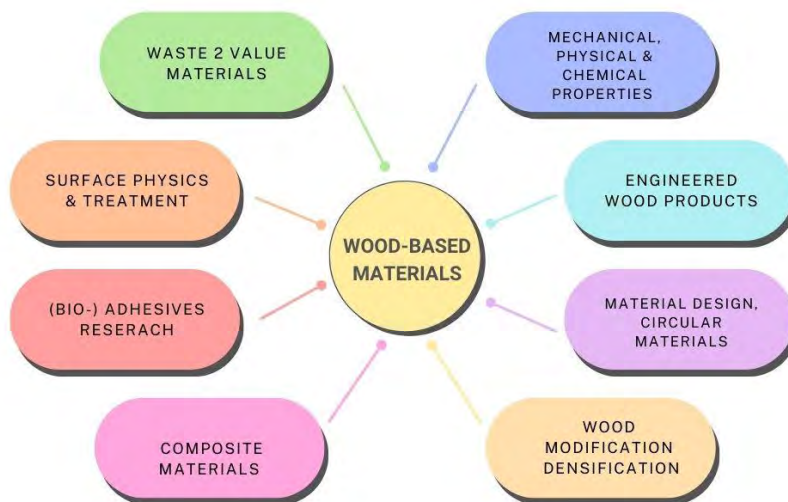 WASTE 2 VALUE
MATERIALS
MECHANICAL,
PHYSICAL &
CHEMICAL
PROPERTIES
SURFACE PHYSICS
& TREATMENT
ENGINEERED
WOOD PRODUCTS
WOOD-BASED
MATERIALS
(BIO-) ADHESIVES
RESERACH
MATERIAL DESIGN,
CIRCULAR
MATERIALS
COMPOSITE
MATERIALS
WOOD
MODIFICATION
DENSIFICATION